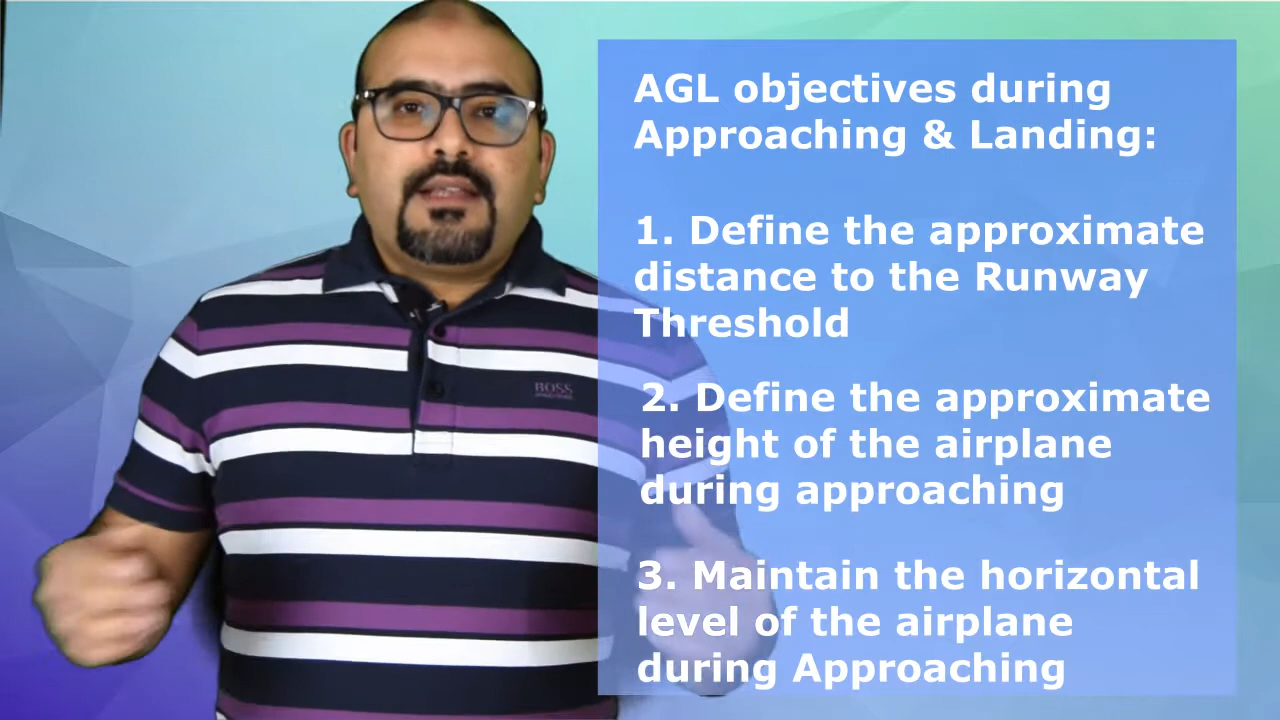 AGL objectives during
Approaching & Landing:
1. Define the approximate
distance to the Runway
Threshold
2. Define the approximate
height of the airplane
during approaching
3. Maintain the horizontal
level of the airplane
during Approaching
BOSS